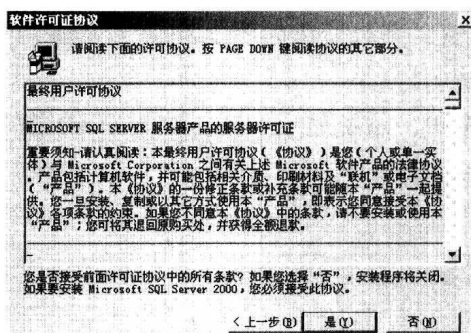 软件许可证协议
请阅读下面的许可协议。按 PAGE DOWN 键阅读协议的其它部分。
最终用户许可协议
MICROSOFT SQL SERVER 服务器产品的服务器许可证
重要须知-请认真阅读：本最终用户许可协议（《协议》）是您（个人或单一实
体）与 Microsoft Corporation 之间有关上述 Microsoft 软件产品的法律协议
。产品包括计算机软件，并可能包括相关介质、印刷材料及“联机”或电子文档
（“产品”）。本《协议》的一份修正条款或补充条款可能随本“产品”一起提
供。您一旦安装、复制或以其它方式使用本“产品”，即表示您同意接受本《协
议》各项条款的约束。如果您不同意本《协议》中的条款，请不要安装或使用本
“产品”；您可将其退回原购买处，并获得全额退款。
您是否接受前面许可证协议中的所有条款？如果您选择“否”，安装程序将关闭。
如果要安装 Microsoft SQL Server 2000，您必须接受此协议。
< 上一步(B) 是(Y) 否(N)